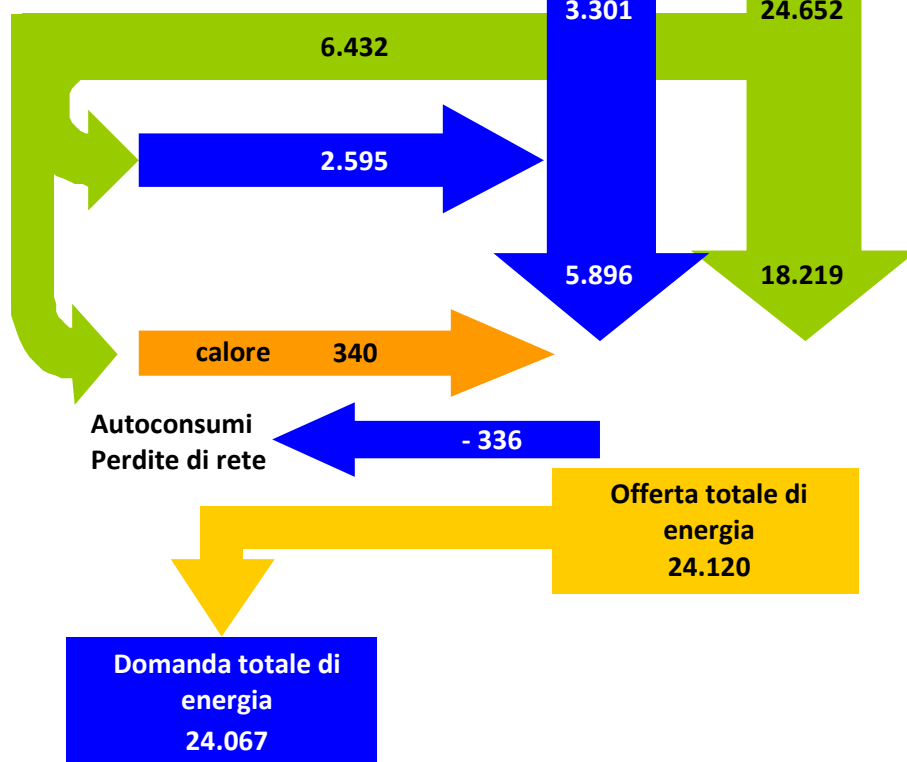 3.301
24.652
6.432
2.595
5.896
18.219
calore 340
Autoconsumi
Perdite di rete
- 336
Offerta totale di
energia
24.120
Domanda totale di
energia
24.067